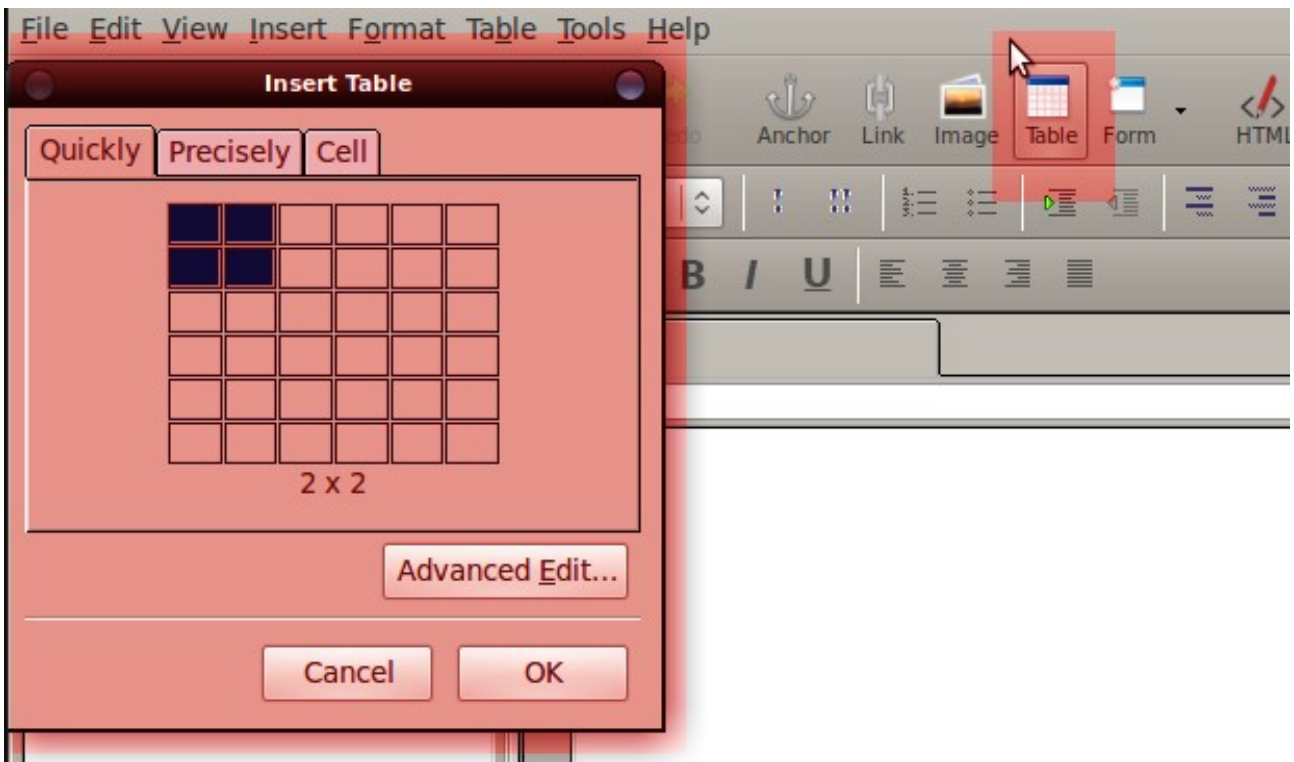 File Edit View Insert Format Table Tools Help
Insert Table
Anchor Link Image Table Form HTML
Quickly Precisely Cell
B I U
2 x 2
Advanced Edit...
Cancel OK